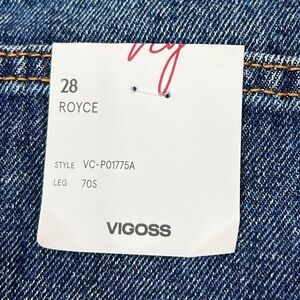 28
ROYCE
STYLE VC-P01775A
LEG 70S
VIGOSS